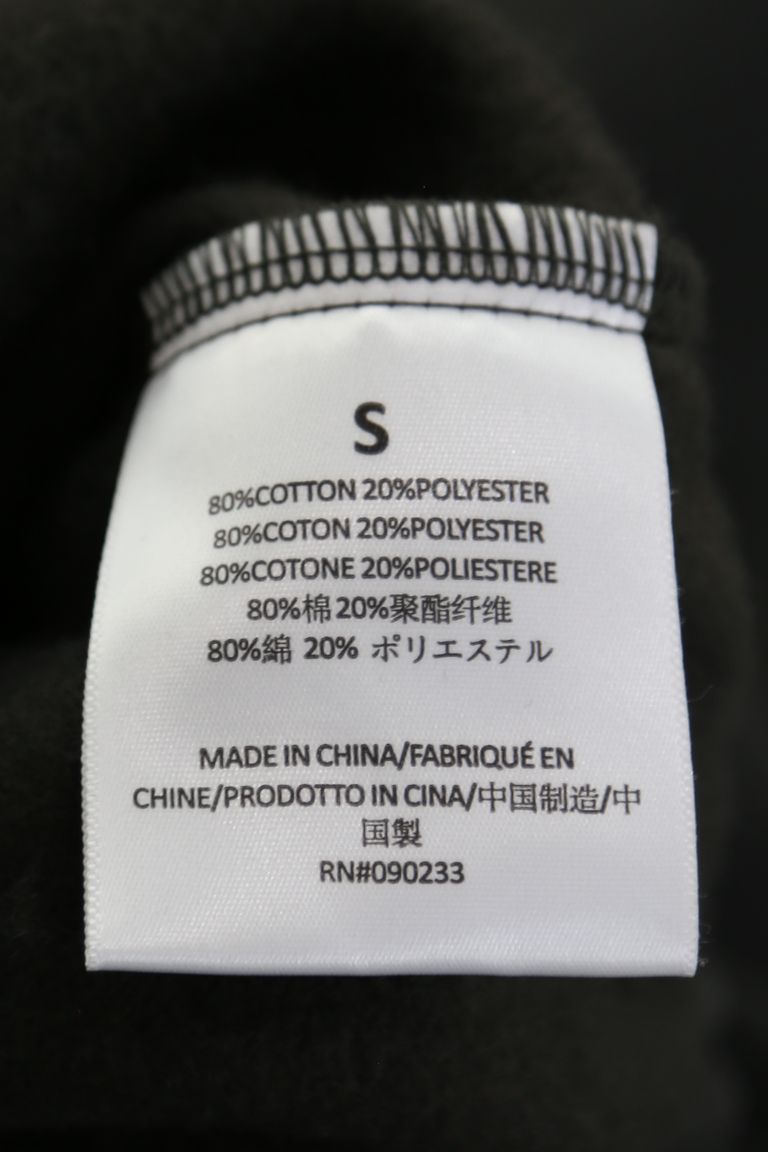 S
80%COTTON 20%POLYESTER
80%COTON 20%POLYESTER
80%COTONE 20%POLIESTERE
80%棉20%聚酯纤维
80%綿 20% ポリエステル
MADE IN CHINA/FABRIQUÉ EN
CHINE/PRODOTTO IN CINA/中国制造/中
国製
RN#090233